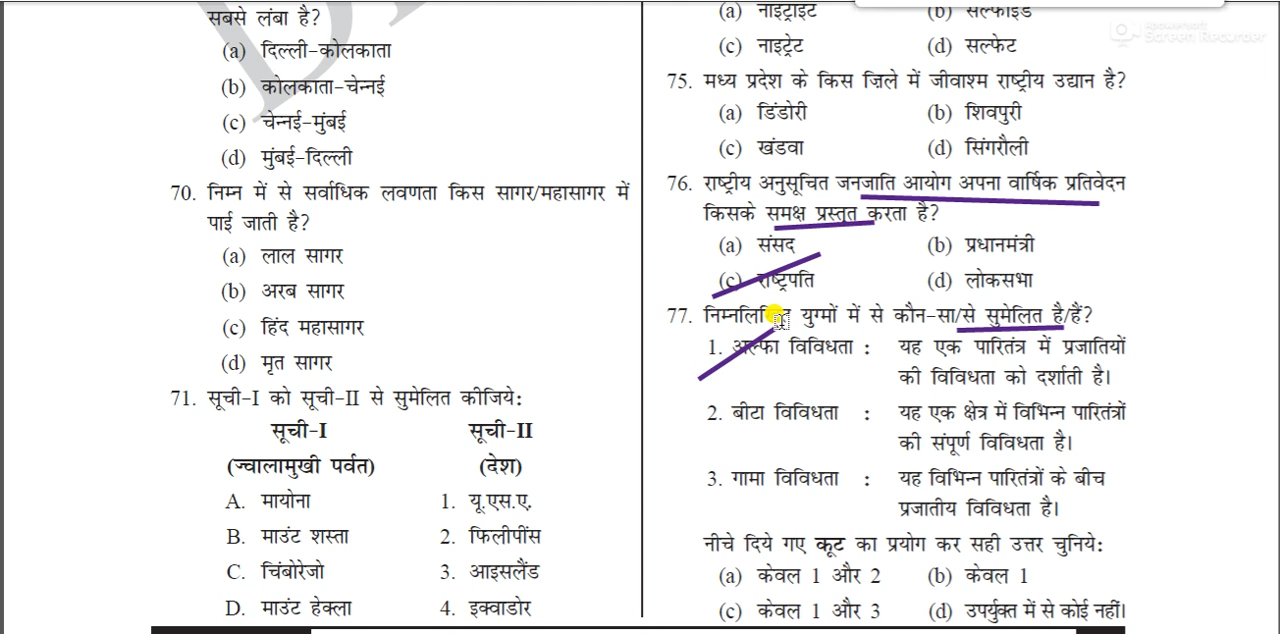 सबसे लंबा है?
(a) दिल्ली-कोलकाता
(b) कोलकाता-चेन्नई
(c) चेन्नई-मुंबई
(d) मुंबई-दिल्ली
70. निम्न में से सर्वाधिक लवणता किस सागर/महासागर में
पाई जाती है?
(a) लाल सागर
(b) अरब सागर
(c) हिंद महासागर
(d) मृत सागर
71. सूची-I को सूची-II से सुमेलित कीजिये:
सूची-I सूची-II
(ज्वालामुखी पर्वत) (देश)
A. मायोना 1. यू.एस.ए.
B. माउंट शस्ता 2. फिलीपींस
C. चिंबोरेजो 3. आइसलैंड
D. माउंट हेक्ला 4. इक्वाडोर
(a) नाइट्राइट (b) सल्फाइड
(c) नाइट्रेट (d) सल्फेट
75. मध्य प्रदेश के किस ज़िले में जीवाश्म राष्ट्रीय उद्यान है?
(a) डिंडोरी (b) शिवपुरी
(c) खंडवा (d) सिंगरौली
76. राष्ट्रीय अनुसूचित जनजाति आयोग अपना वार्षिक प्रतिवेदन
किसके समक्ष प्रस्तुत करता है?
(a) संसद (b) प्रधानमंत्री
(c) राष्ट्रपति (d) लोकसभा
77. निम्नलिखित युग्मों में से कौन-सा/से सुमेलित है/हैं?
1. अल्फा विविधता : यह एक पारितंत्र में प्रजातियों
की विविधता को दर्शाती है।
2. बीटा विविधता : यह एक क्षेत्र में विभिन्न पारितंत्रों
की संपूर्ण विविधता है।
3. गामा विविधता : यह विभिन्न पारितंत्रों के बीच
प्रजातीय विविधता है।
नीचे दिये गए कूट का प्रयोग कर सही उत्तर चुनिये:
(a) केवल 1 और 2 (b) केवल 1
(c) केवल 1 और 3 (d) उपर्युक्त में से कोई नहीं।
Apowersoft
Screen Recorder